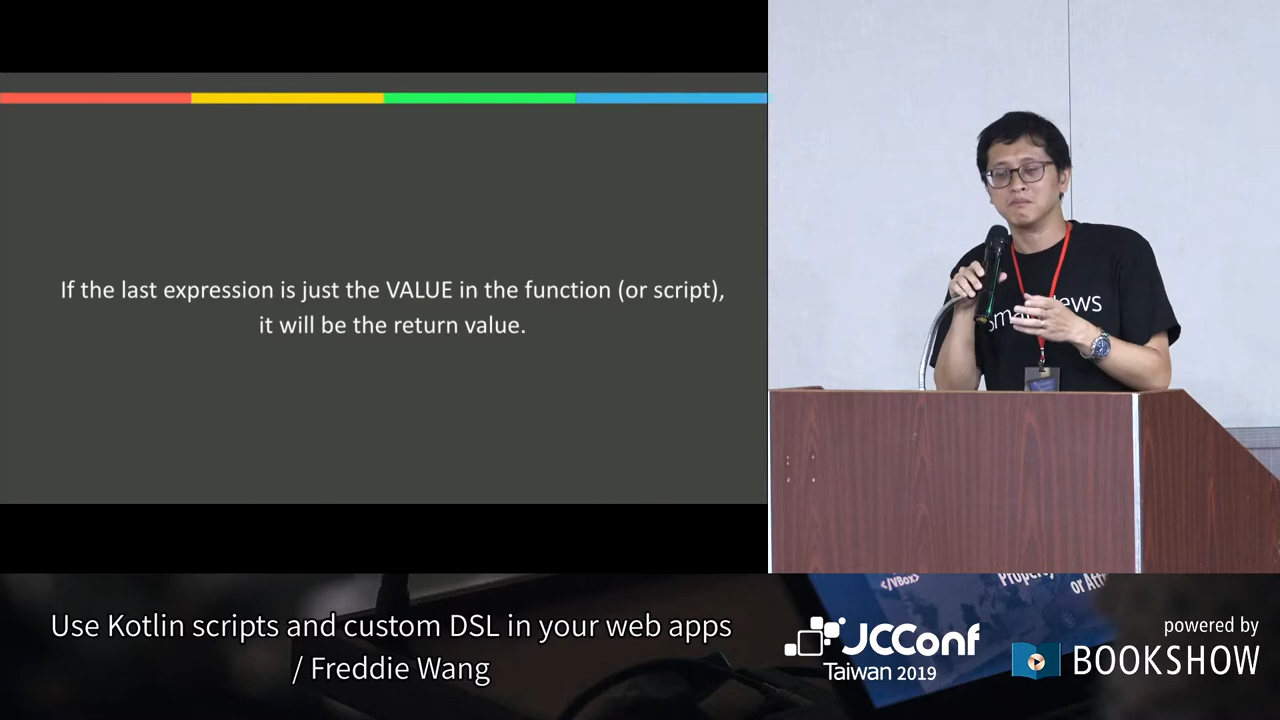 If the last expression is just the VALUE in the function (or script),
it will be the return value.
Use Kotlin scripts and custom DSL in your web apps
/ Freddie Wang
</VBox>
JCConf
Taiwan 2019
powered by
BOOKSHOW